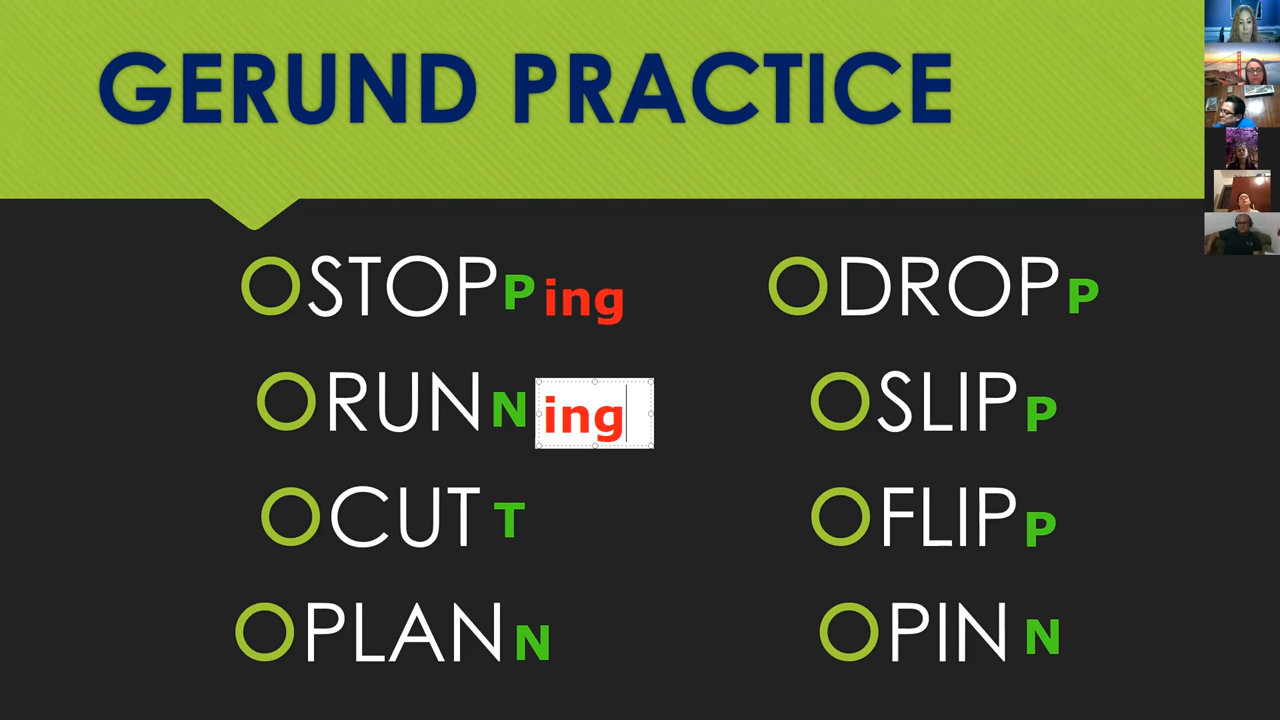 GERUND PRACTICE
STOPPing
DROPP
RUNNing
SLIPP
CUTT
FLIPP
PLANN
PINN